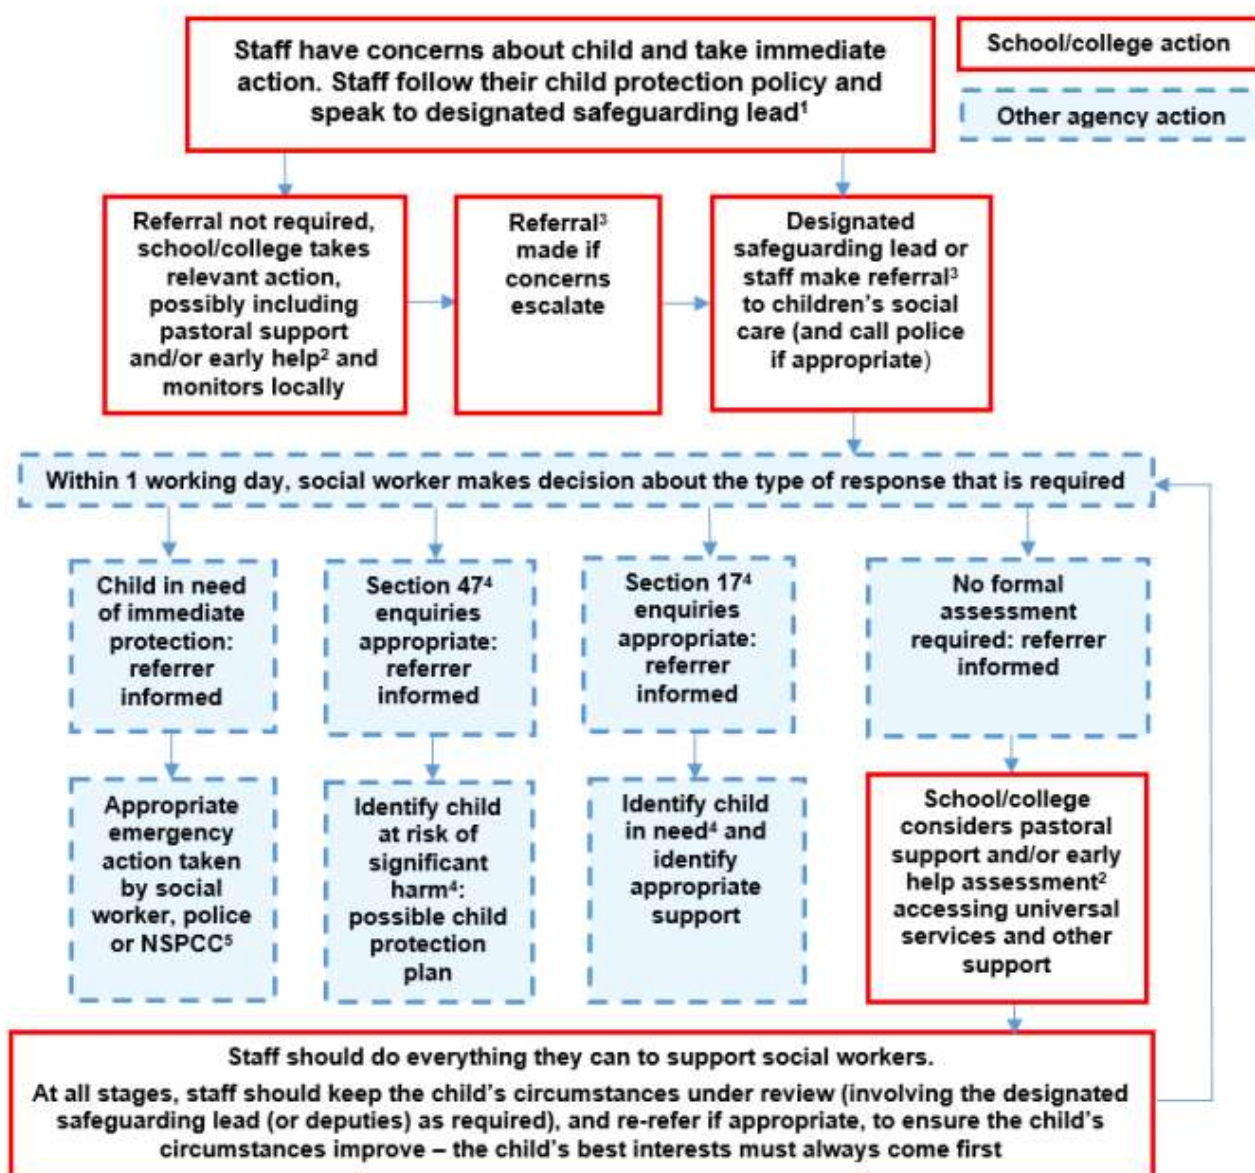 Staff have concerns about child and take immediate
action. Staff follow their child protection policy and
speak to designated safeguarding lead¹
School/college action
Other agency action
Referral not required,
school/college takes
relevant action,
possibly including
pastoral support
and/or early help² and
monitors locally
Referral³
made if
concerns
escalate
Designated
safeguarding lead or
staff make referral³
to children's social
care (and call police
if appropriate)
Within 1 working day, social worker makes decision about the type of response that is required
Child in need
of immediate
protection:
referrer
informed
Section 47⁴
enquiries
appropriate:
referrer
informed
Section 17⁴
enquiries
appropriate:
referrer
informed
No formal
assessment
required: referrer
informed
Appropriate
emergency
action taken
by social
worker, police
or NSPCC⁵
Identify child
at risk of
significant
harm⁴:
possible child
protection
plan
Identify child
in need⁴ and
identify
appropriate
support
School/college
considers pastoral
support and/or early
help assessment²
accessing universal
services and other
support
Staff should do everything they can to support social workers.
At all stages, staff should keep the child's circumstances under review (involving the designated
safeguarding lead (or deputies) as required), and re-refer if appropriate, to ensure the child's
circumstances improve – the child's best interests must always come first